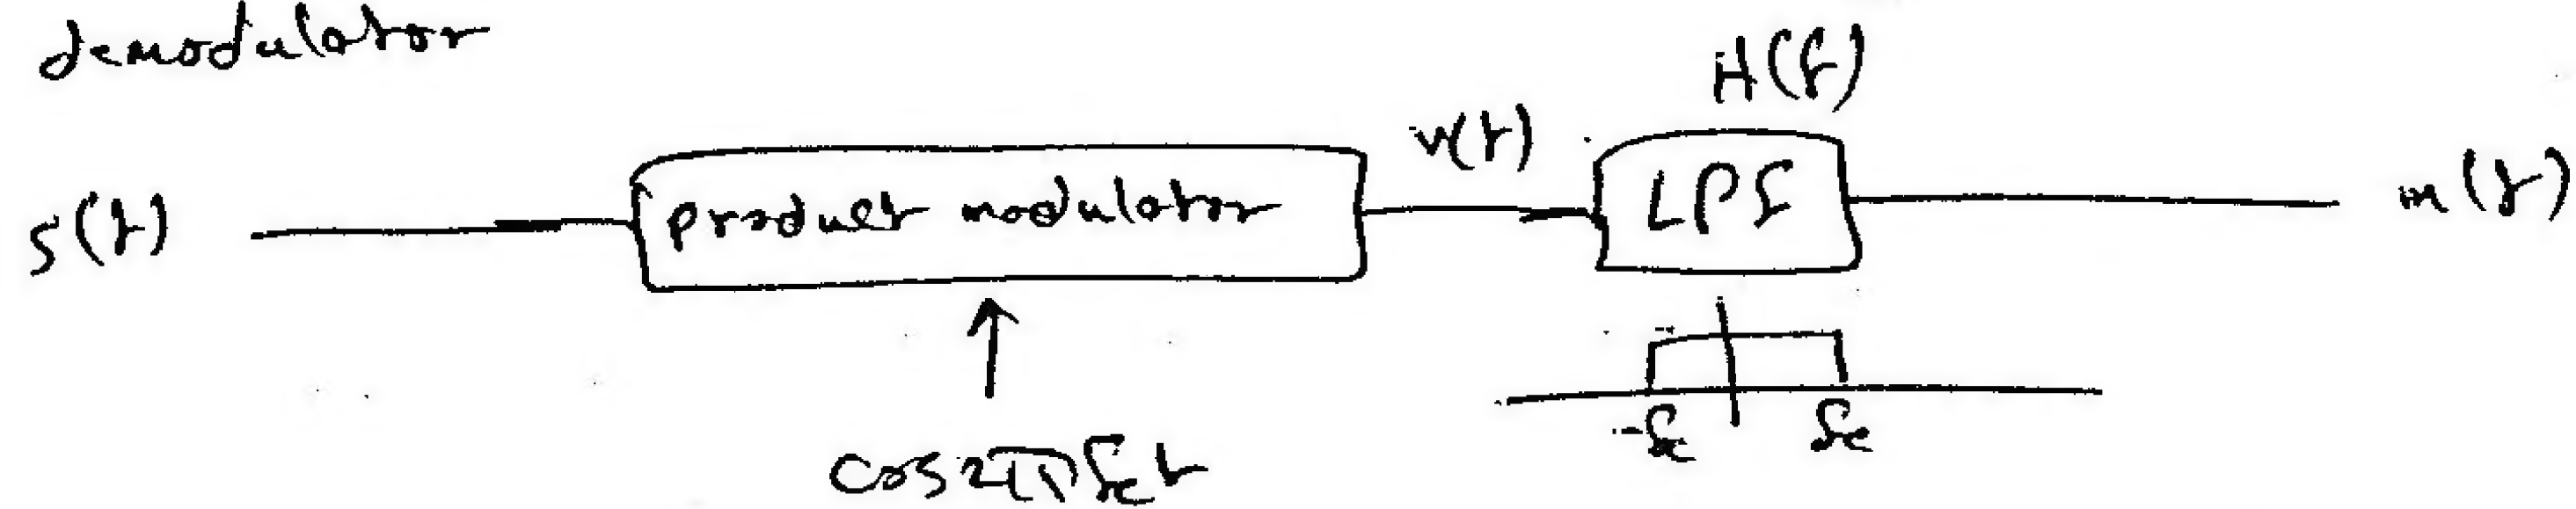 demodulator
H(f)
s(t) product modulator v(t) LPF m(t)
-fc fc
cos2πfct